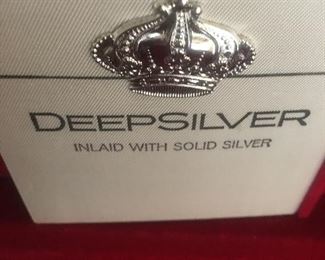 DEEPSILVER
INLAID WITH SOLID SILVER